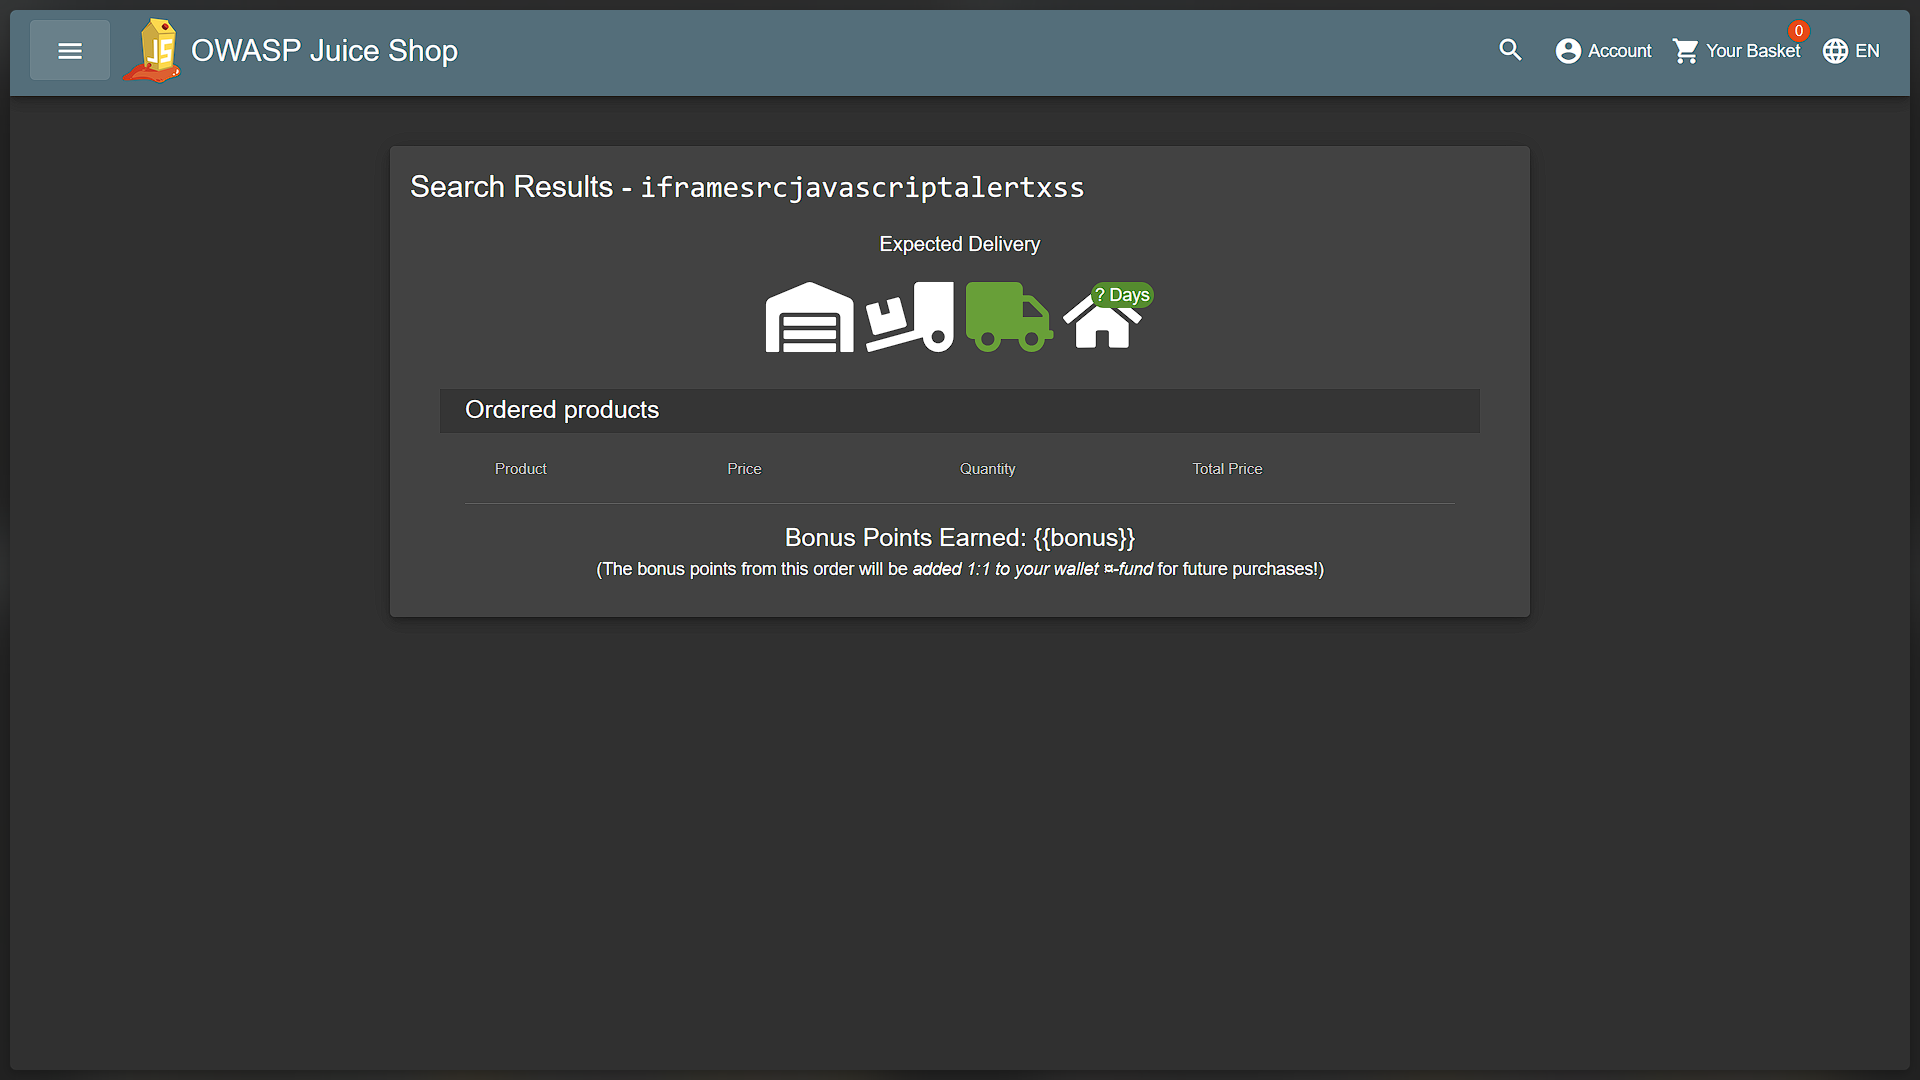 JS OWASP Juice Shop Account Your Basket 0 EN
Search Results - iframesrcjavascriptalertxss
Expected Delivery
? Days
Ordered products
Product Price Quantity Total Price
Bonus Points Earned: {{bonus}}
(The bonus points from this order will be added 1:1 to your wallet ¤-fund for future purchases!)